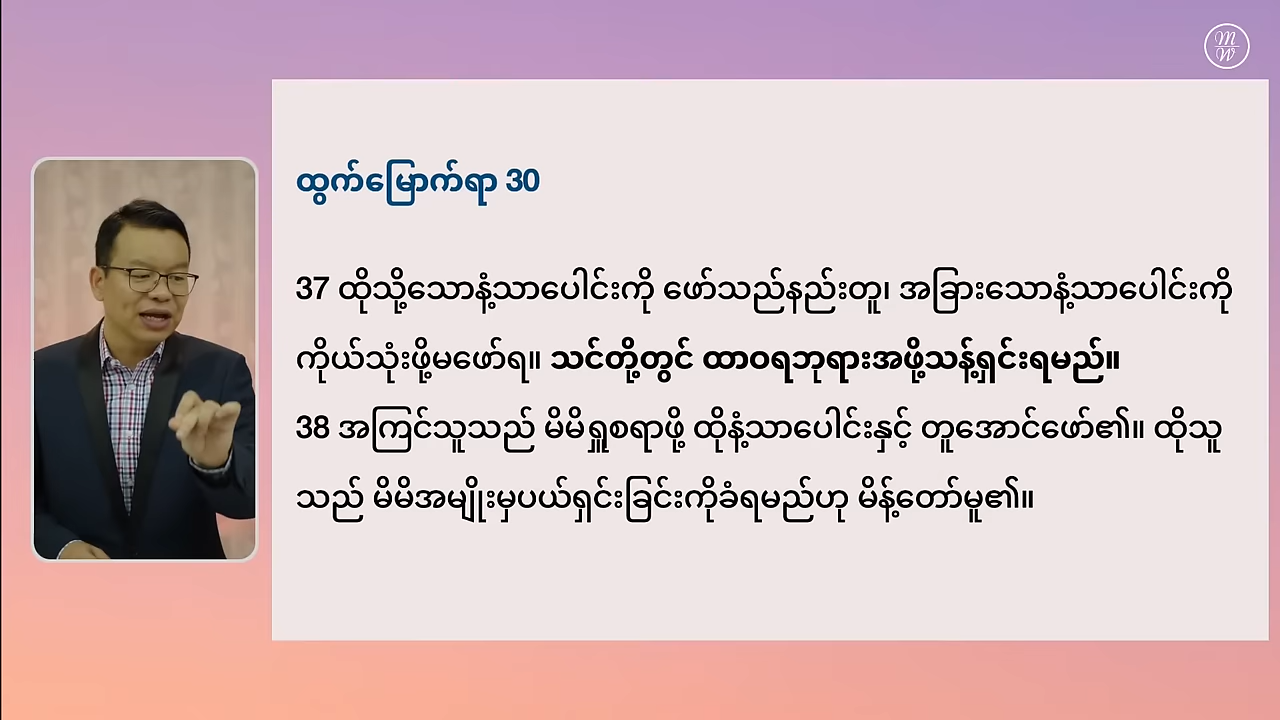 M
W
ထွက်မြောက်ရာ 30
37 ထိုသို့သောနံ့သာပေါင်းကို ဖော်သည်နည်းတူ၊ အခြားသောနံ့သာပေါင်းကို
ကိုယ်သုံးဖို့မဖော်ရ။ သင်တို့တွင် ထာဝရဘုရားအဖို့သန့်ရှင်းရမည်။
38 အကြင်သူသည် မိမိရှူစရာဖို့ ထိုနံ့သာပေါင်းနှင့် တူအောင်ဖော်၏။ ထိုသူ
သည် မိမိအမျိုးမှပယ်ရှင်းခြင်းကိုခံရမည်ဟု မိန့်တော်မူ၏။